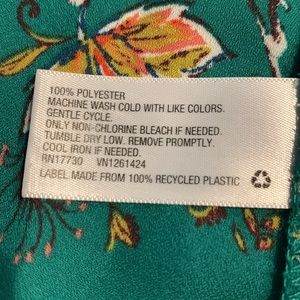 100% POLYESTER
MACHINE WASH COLD WITH LIKE COLORS.
GENTLE CYCLE.
ONLY NON-CHLORINE BLEACH IF NEEDED.
TUMBLE DRY LOW. REMOVE PROMPTLY.
COOL IRON IF NEEDED.
RN17730 VN1261424
LABEL MADE FROM 100% RECYCLED PLASTIC